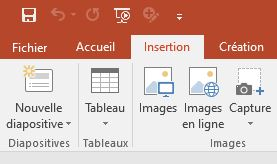 Fichier Accueil Insertion Création
Nouvelle
diapositive
Tableau
Images
Images
en ligne
Capture
Diapositives Tableaux Images